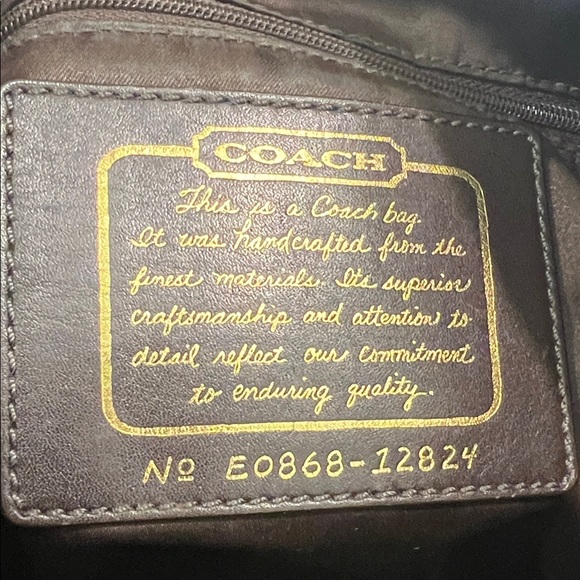 COACH
This is a Coach bag.
It was handcrafted from the
finest materials. Its superior
craftsmanship and attention to
detail reflect our commitment
to enduring quality.
Nº E0868-12824